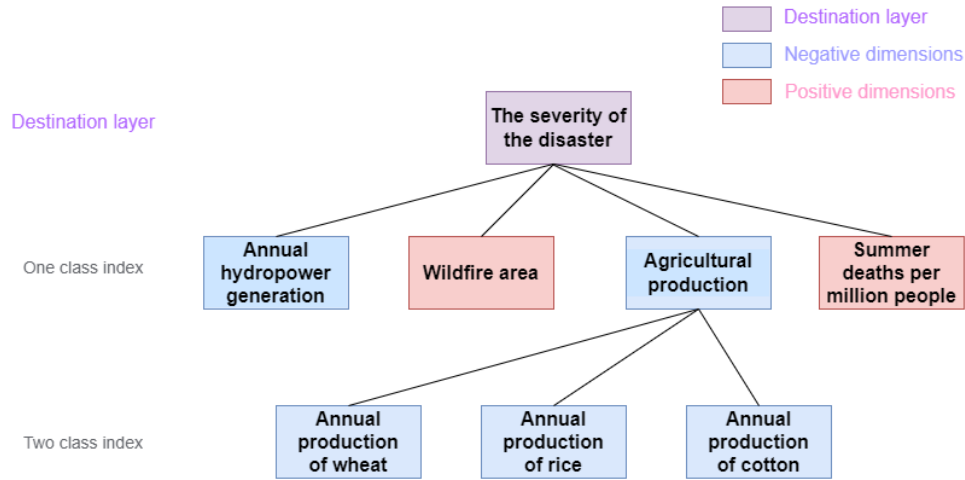 Destination layer
Negative dimensions
Positive dimensions
Destination layer
The severity of
the disaster
One class index
Annual
hydropower
generation
Wildfire area
Agricultural
production
Summer
deaths per
million people
Two class index
Annual
production
of wheat
Annual
production
of rice
Annual
production
of cotton